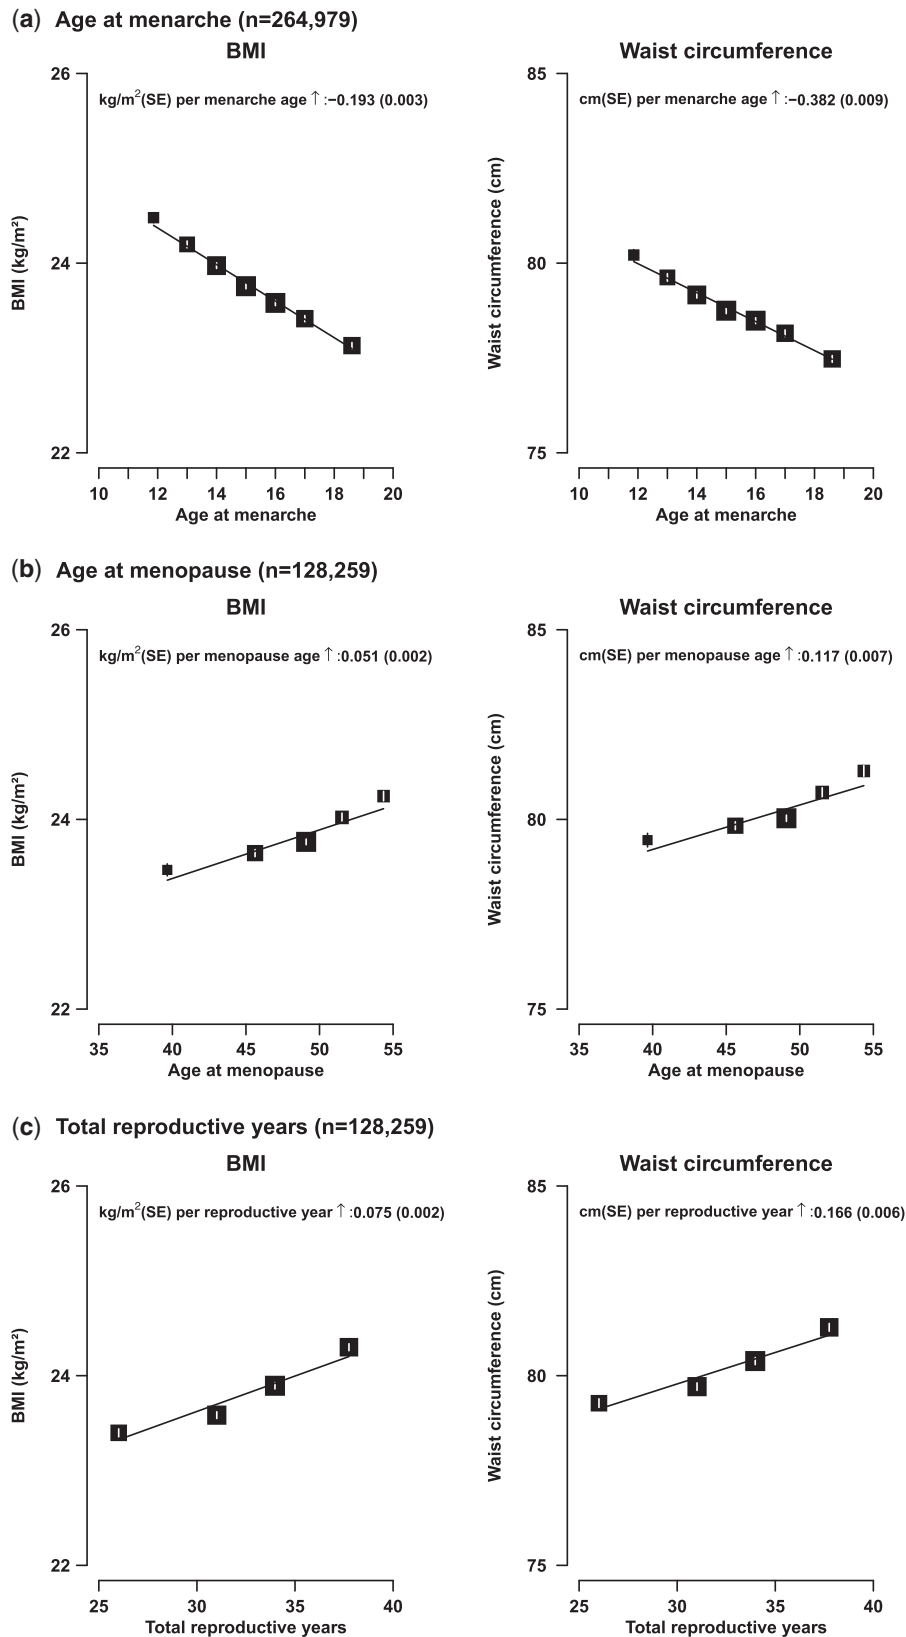 (a) Age at menarche (n=264,979)
BMI
26
kg/m²(SE) per menarche age ↑ :−0.193 (0.003)
24
22
BMI (kg/m²)
10 12 14 16 18 20
Age at menarche
Waist circumference
85
cm(SE) per menarche age ↑ :−0.382 (0.009)
80
75
Waist circumference (cm)
10 12 14 16 18 20
Age at menarche
(b) Age at menopause (n=128,259)
BMI
26
kg/m²(SE) per menopause age ↑ :0.051 (0.002)
24
22
BMI (kg/m²)
35 40 45 50 55
Age at menopause
Waist circumference
85
cm(SE) per menopause age ↑ :0.117 (0.007)
80
75
Waist circumference (cm)
35 40 45 50 55
Age at menopause
(c) Total reproductive years (n=128,259)
BMI
26
kg/m²(SE) per reproductive year ↑ :0.075 (0.002)
24
22
BMI (kg/m²)
25 30 35 40
Total reproductive years
Waist circumference
85
cm(SE) per reproductive year ↑ :0.166 (0.006)
80
75
Waist circumference (cm)
25 30 35 40
Total reproductive years